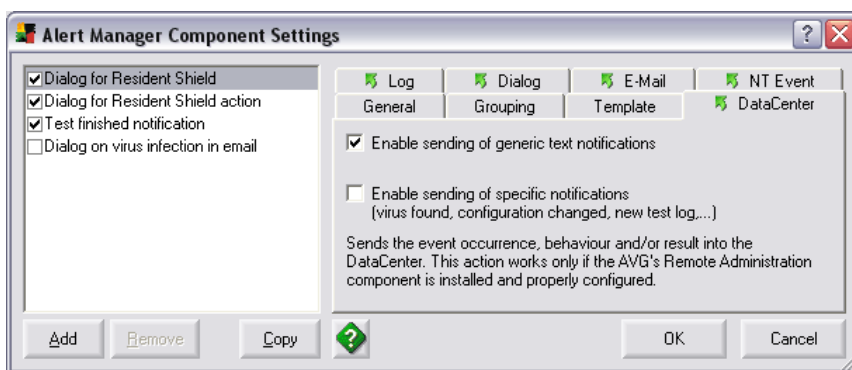 Alert Manager Component Settings
Dialog for Resident Shield
Dialog for Resident Shield action
Test finished notification
Dialog on virus infection in email
Log
Dialog
E-Mail
NT Event
General
Grouping
Template
DataCenter
Enable sending of generic text notifications
Enable sending of specific notifications
(virus found, configuration changed, new test log,...)
Sends the event occurrence, behaviour and/or result into the
DataCenter. This action works only if the AVG's Remote Administration
component is installed and properly configured.
Add
Remove
Copy
?
OK
Cancel